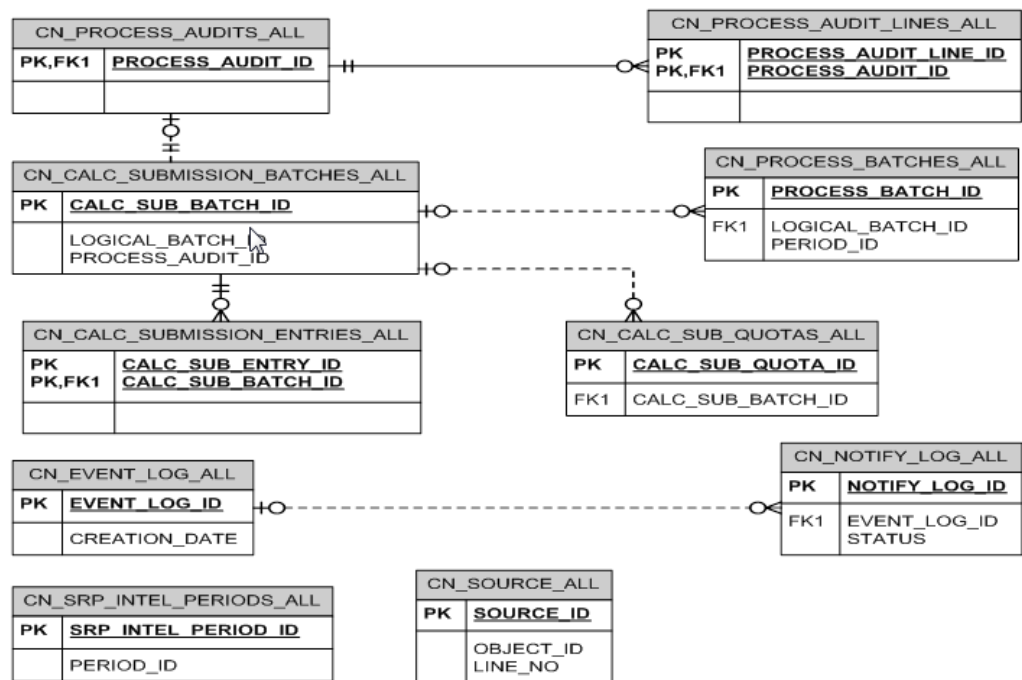 CN_PROCESS_AUDITS_ALL
PK,FK1 PROCESS_AUDIT_ID
CN_PROCESS_AUDIT_LINES_ALL
PK PROCESS_AUDIT_LINE_ID
PK,FK1 PROCESS_AUDIT_ID
CN_CALC_SUBMISSION_BATCHES_ALL
PK CALC_SUB_BATCH_ID
LOGICAL_BATCH_ID
PROCESS_AUDIT_ID
CN_PROCESS_BATCHES_ALL
PK PROCESS_BATCH_ID
FK1 LOGICAL_BATCH_ID
PERIOD_ID
CN_CALC_SUBMISSION_ENTRIES_ALL
PK CALC_SUB_ENTRY_ID
PK,FK1 CALC_SUB_BATCH_ID
CN_CALC_SUB_QUOTAS_ALL
PK CALC_SUB_QUOTA_ID
FK1 CALC_SUB_BATCH_ID
CN_EVENT_LOG_ALL
PK EVENT_LOG_ID
CREATION_DATE
CN_NOTIFY_LOG_ALL
PK NOTIFY_LOG_ID
FK1 EVENT_LOG_ID
STATUS
CN_SRP_INTEL_PERIODS_ALL
PK SRP_INTEL_PERIOD_ID
PERIOD_ID
CN_SOURCE_ALL
PK SOURCE_ID
OBJECT_ID
LINE_NO